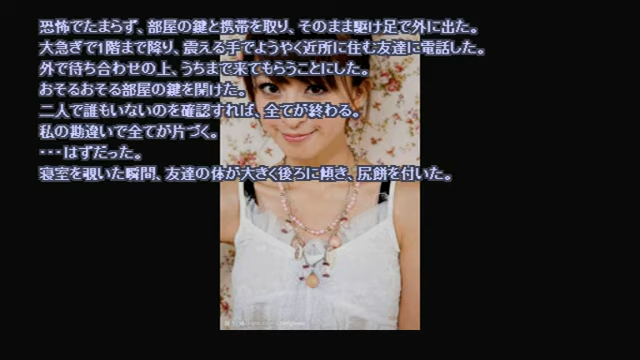 恐怖でたまらず、部屋の鍵と携帯を取り、そのまま駆け足で外に出た。
大急ぎで1階まで降り、震える手でようやく近所に住む友達に電話した。
外で待ち合わせの上、うちまで来てもらうことにした。
おそるおそる部屋の鍵を開けた。
二人で誰もいないのを確認すれば、全てが終わる。
私の勘違いで全てが片づく。
・・・はずだった。
寝室を覗いた瞬間、友達の体が大きく後ろに傾き、尻餅を付いた。